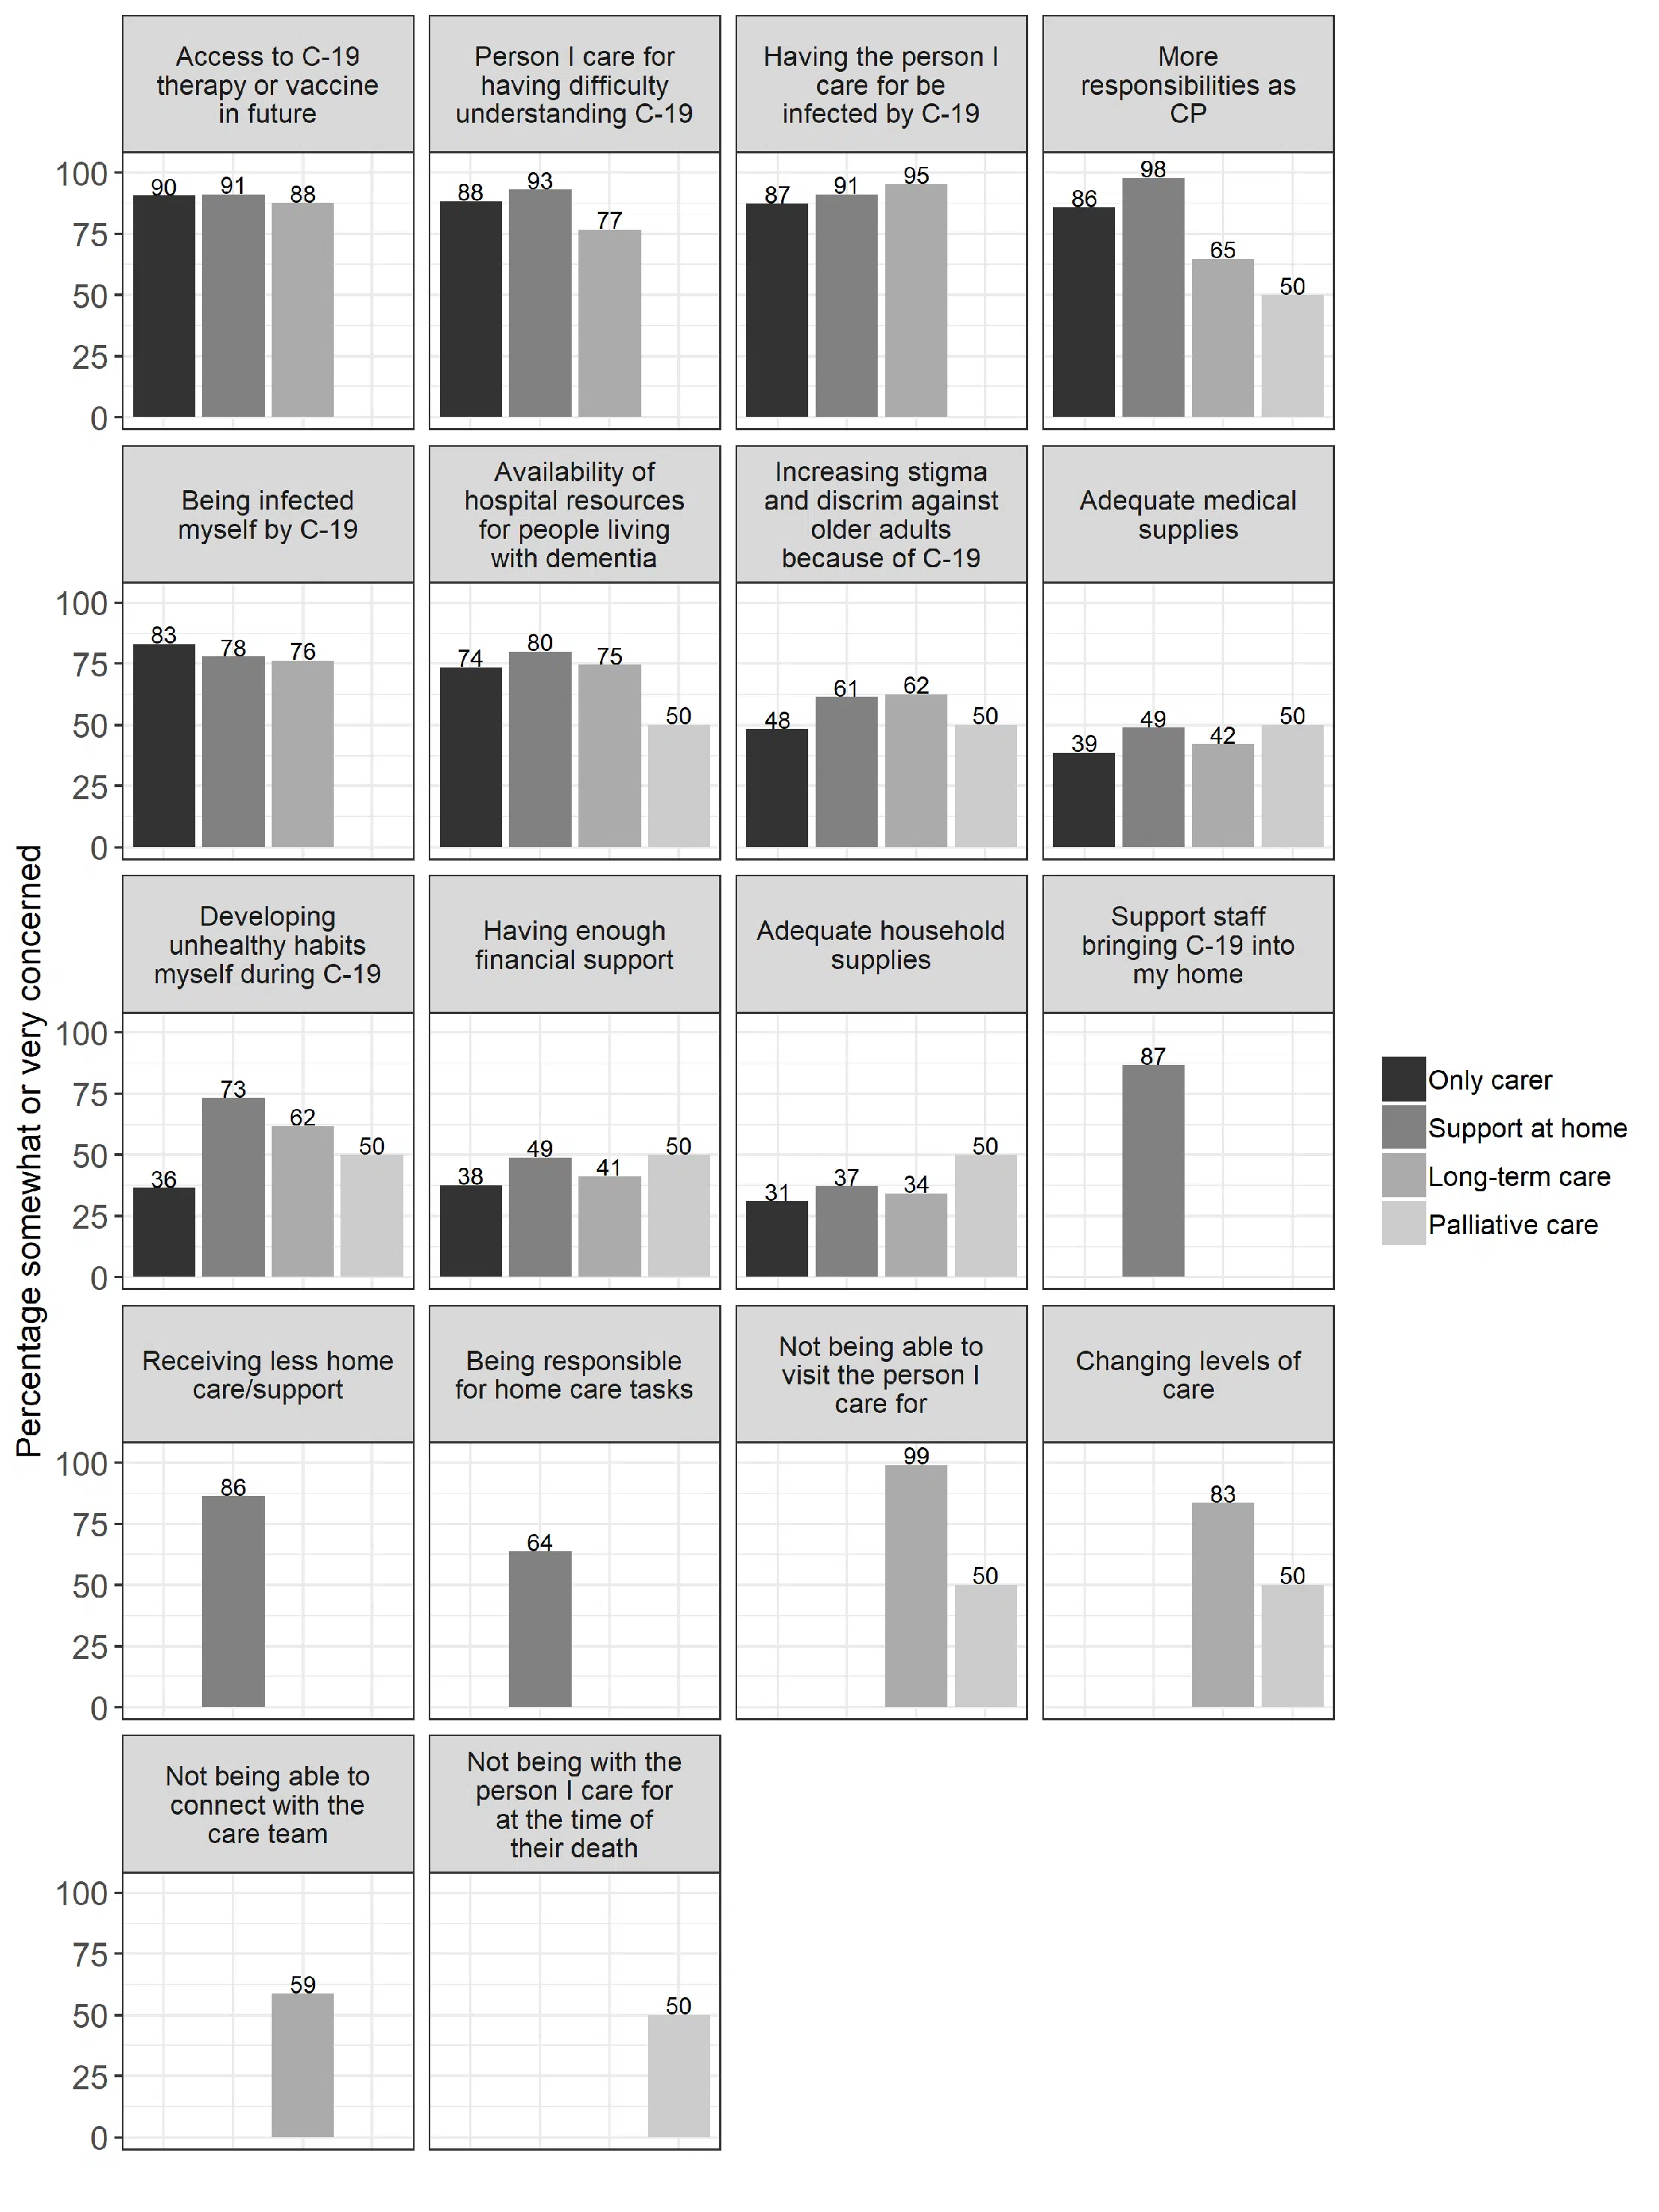 Access to C-19
therapy or vaccine
in future
Person I care for
having difficulty
understanding C-19
Having the person I
care for be
infected by C-19
More
responsibilities as
CP
100
75
50
25
0
90
91
88
88
93
77
87
91
95
86
98
65
50
Being infected
myself by C-19
Availability of
hospital resources
for people living
with dementia
Increasing stigma
and discrim against
older adults
because of C-19
Adequate medical
supplies
100
75
50
25
0
83
78
76
74
80
75
50
48
61
62
50
39
49
42
50
Developing
unhealthy habits
myself during C-19
Having enough
financial support
Adequate household
supplies
Support staff
bringing C-19 into
my home
100
75
50
25
0
36
73
62
50
38
49
41
50
31
37
34
50
87
Receiving less home
care/support
Being responsible
for home care tasks
Not being able to
visit the person I
care for
Changing levels of
care
100
75
50
25
0
86
64
99
50
83
50
Not being able to
connect with the
care team
Not being with the
person I care for
at the time of
their death
100
75
50
25
0
59
50
Percentage somewhat or very concerned
Only carer
Support at home
Long-term care
Palliative care